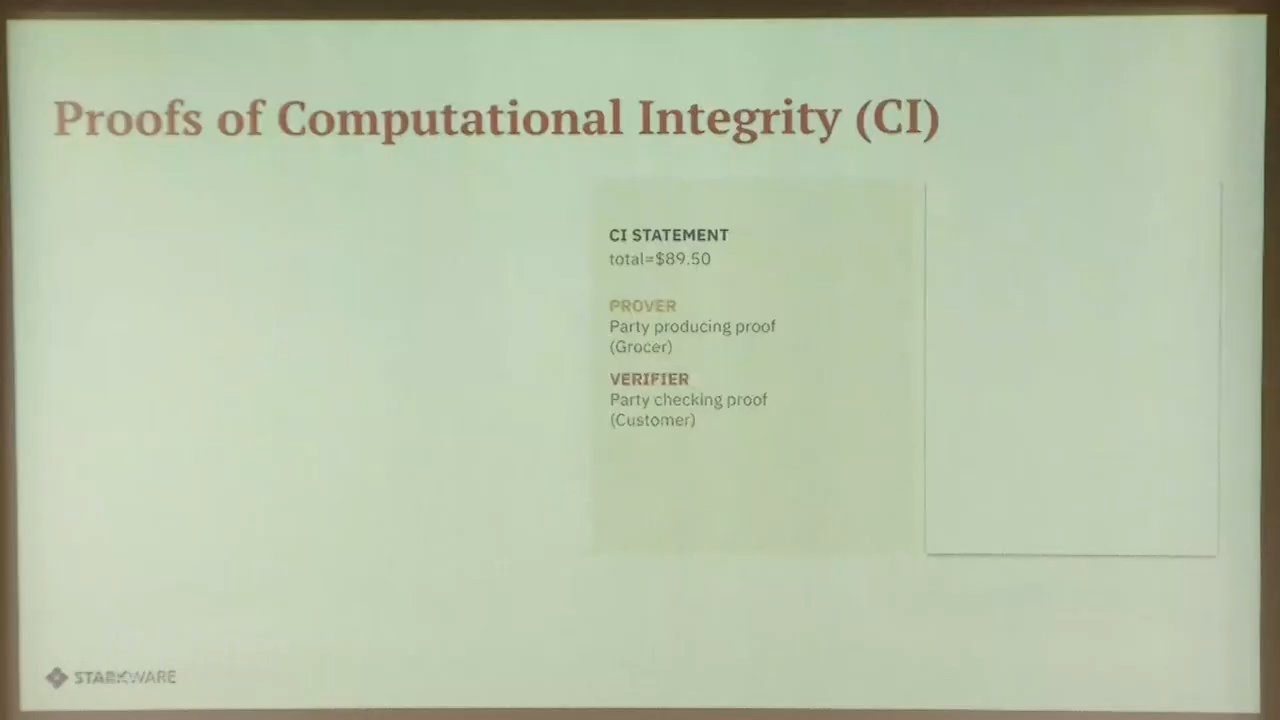 Proofs of Computational Integrity (CI)
CI STATEMENT
total=$89.50
PROVER
Party producing proof
(Grocer)
VERIFIER
Party checking proof
(Customer)
STARKWARE